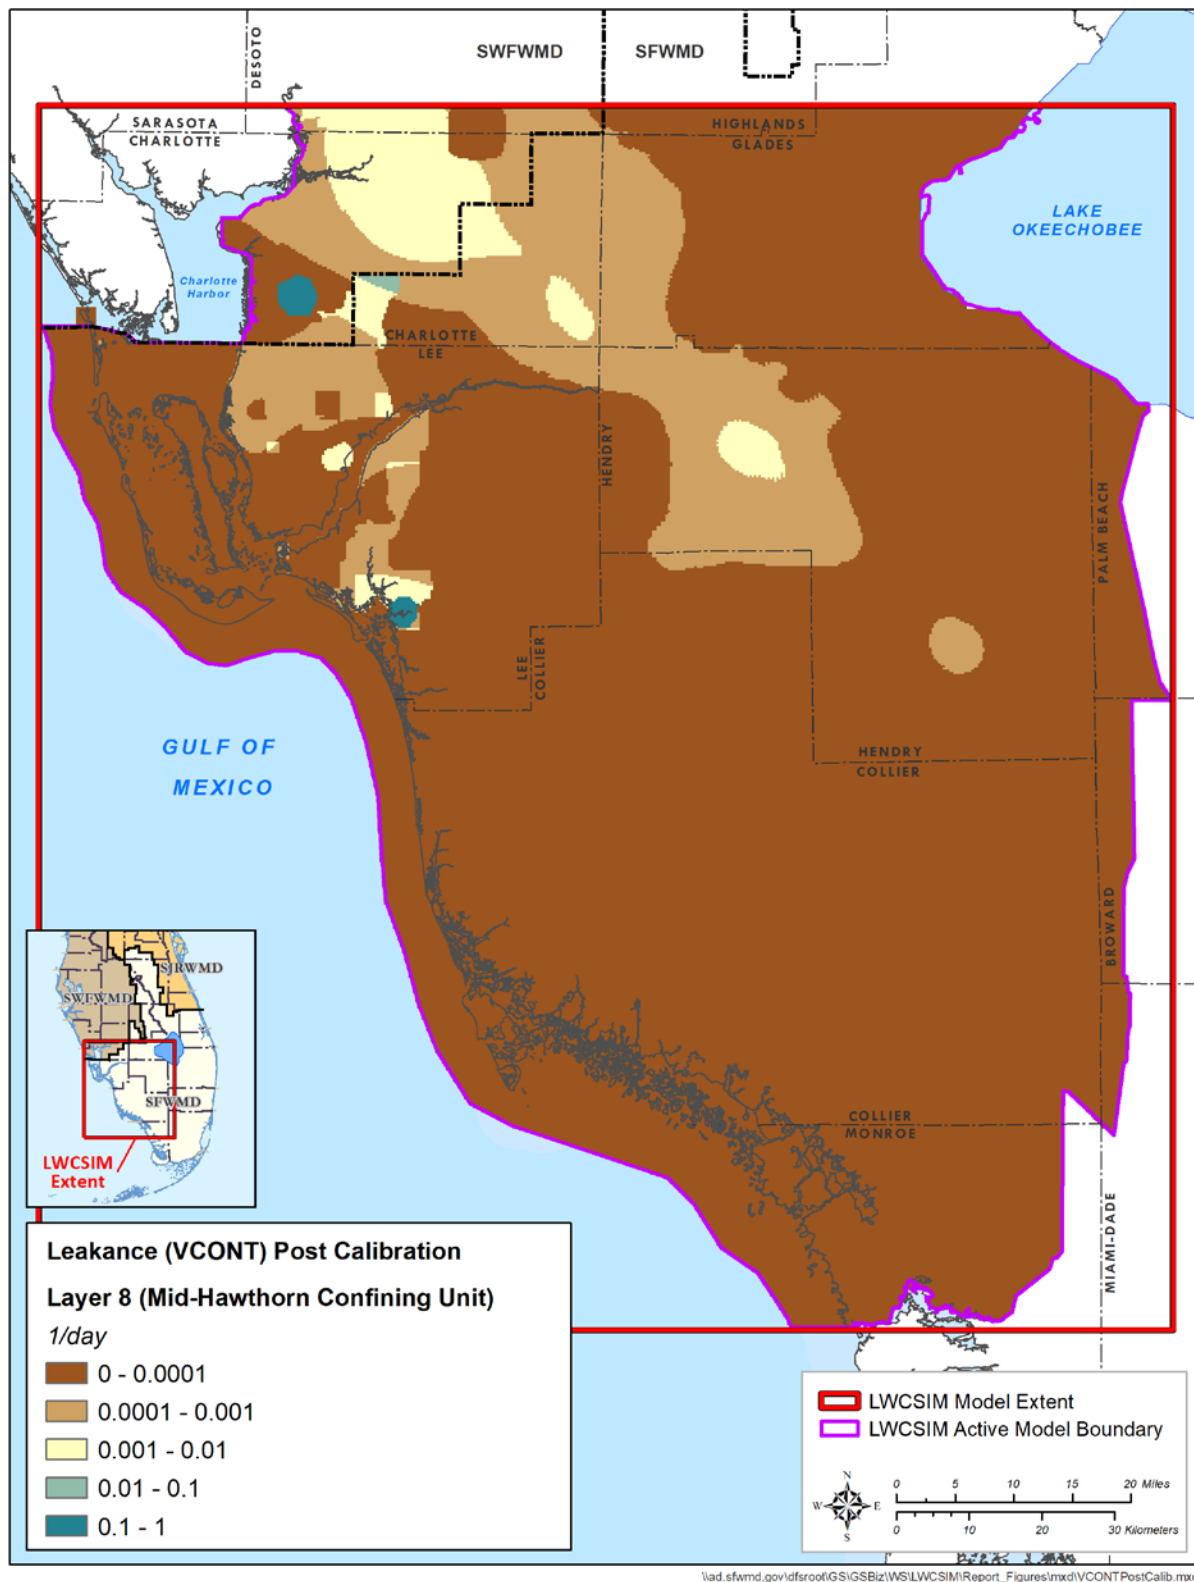 DESOTO
SWFWMD
SFWMD
SARASOTA
CHARLOTTE
HIGHLANDS
GLADES
LAKE
OKEECHOBEE
Charlotte
Harbor
CHARLOTTE
LEE
HENDRY
PALM BEACH
LEE
COLLIER
GULF OF
MEXICO
HENDRY
COLLIER
BROWARD
SJRWMD
SWFWMD
SFWMD
LWCSIM
Extent
COLLIER
MONROE
MIAMI-DADE
Leakance (VCONT) Post Calibration
Layer 8 (Mid-Hawthorn Confining Unit)
1/day
0 - 0.0001
0.0001 - 0.001
0.001 - 0.01
0.01 - 0.1
0.1 - 1
LWCSIM Model Extent
LWCSIM Active Model Boundary
N
W E
S
0 5 10 15 20 Miles
0 10 20 30 Kilometers
\\ad.sfwmd.gov\dfsroot\GS\GSBiz\WS\LWCSIM\Report_Figures\mxd\VCONTPostCalib.mxd